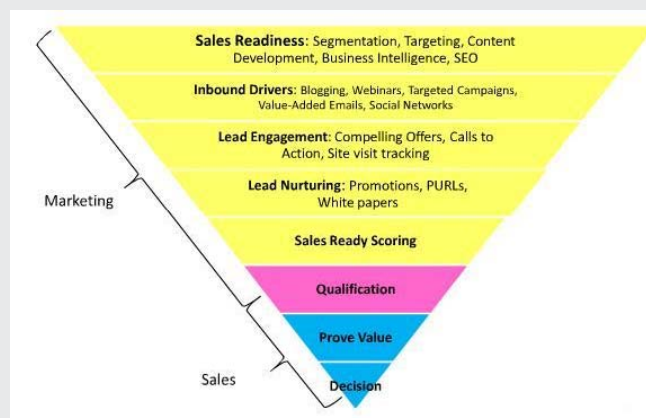 Sales Readiness: Segmentation, Targeting, Content
Development, Business Intelligence, SEO
Inbound Drivers: Blogging, Webinars, Targeted Campaigns,
Value-Added Emails, Social Networks
Lead Engagement: Compelling Offers, Calls to
Action, Site visit tracking
Lead Nurturing: Promotions, PURLs,
White papers
Marketing
Sales Ready Scoring
Qualification
Prove Value
Sales
Decision